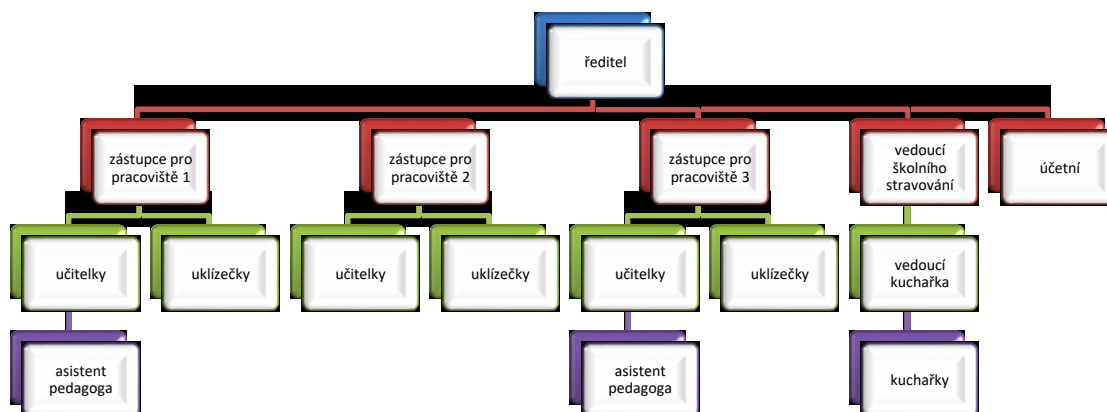 ředitel
zástupce pro
pracoviště 1
zástupce pro
pracoviště 2
zástupce pro
pracoviště 3
vedoucí
školního
stravování
účetní
učitelky
uklízečky
učitelky
uklízečky
učitelky
uklízečky
vedoucí
kuchařka
asistent
pedagoga
asistent
pedagoga
kuchařky